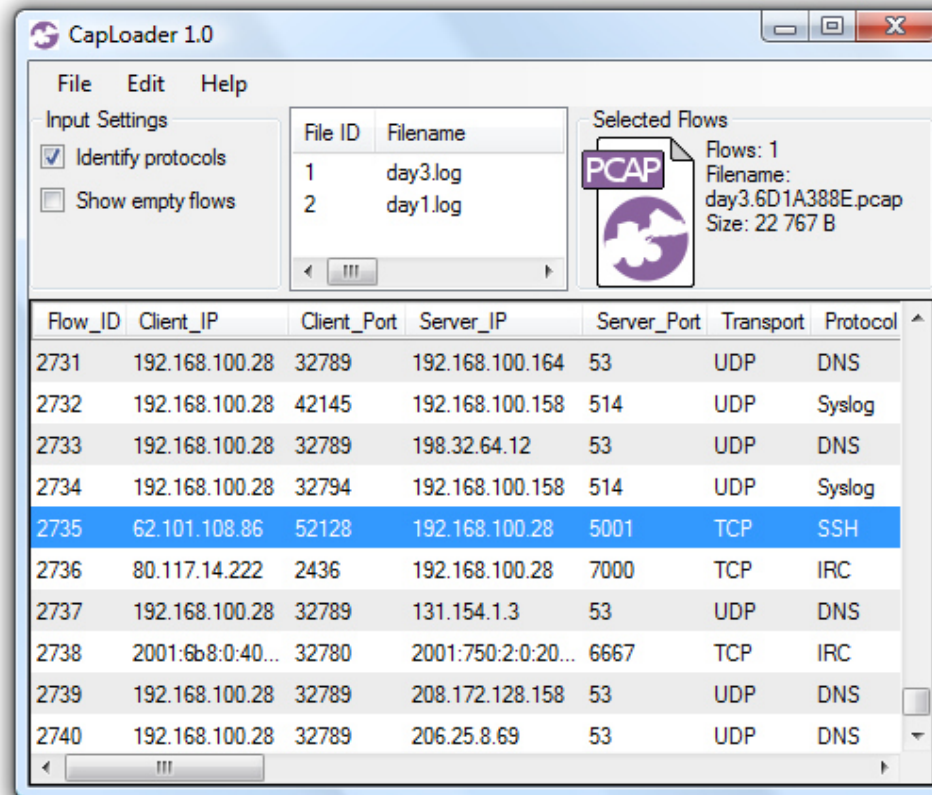 CapLoader 1.0
File Edit Help
Input Settings
Identify protocols
Show empty flows
File ID Filename
1 day3.log
2 day1.log
Selected Flows
PCAP
Flows: 1
Filename:
day3.6D1A388E.pcap
Size: 22 767 B
Flow_ID Client_IP Client_Port Server_IP Server_Port Transport Protocol
2731 192.168.100.28 32789 192.168.100.164 53 UDP DNS
2732 192.168.100.28 42145 192.168.100.158 514 UDP Syslog
2733 192.168.100.28 32789 198.32.64.12 53 UDP DNS
2734 192.168.100.28 32794 192.168.100.158 514 UDP Syslog
2735 62.101.108.86 52128 192.168.100.28 5001 TCP SSH
2736 80.117.14.222 2436 192.168.100.28 7000 TCP IRC
2737 192.168.100.28 32789 131.154.1.3 53 UDP DNS
2738 2001:6b8:0:40... 32780 2001:750:2:0:20... 6667 TCP IRC
2739 192.168.100.28 32789 208.172.128.158 53 UDP DNS
2740 192.168.100.28 32789 206.25.8.69 53 UDP DNS